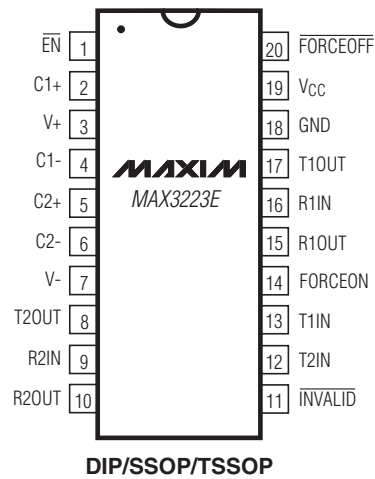 EN 1 20 FORCEOFF
C1+ 2 19 VCC
V+ 3 18 GND
C1- 4 MAXIM 17 T1OUT
C2+ 5 MAX3223E 16 R1IN
C2- 6 15 R1OUT
V- 7 14 FORCEON
T2OUT 8 13 T1IN
R2IN 9 12 T2IN
R2OUT 10 11 INVALID
DIP/SSOP/TSSOP